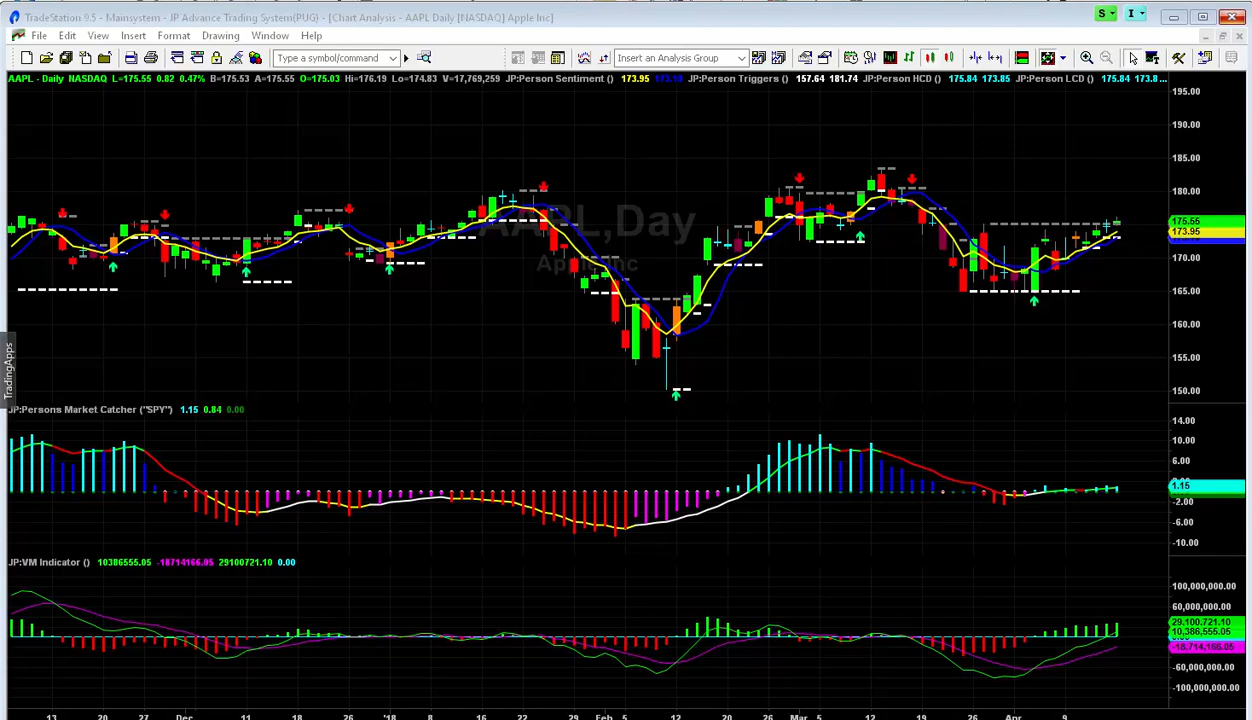 TradeStation 9.5 - Mainsystem - JP Advance Trading System(PUG) - [Chart Analysis - AAPL Daily [NASDAQ] Apple Inc]
S I
File Edit View Insert Format Drawing Window Help
Type a symbol/command Insert an Analysis Group
AAPL - Daily NASDAQ L=175.55 0.82 0.47% B=175.53 A=175.55 O=175.03 Hi=176.19 Lo=174.83 V=17,769,259 JP:Person Sentiment () 173.95 JP:Person Triggers () 157.64 181.74 JP:Person HCD () 175.84 173.85 JP:Person LCD () 175.84 173.8...
195.00
190.00
185.00
180.00
AAPL,Day
175.55
173.95
Apple Inc
170.00
165.00
160.00
155.00
150.00
TradingApps
JP:Persons Market Catcher ("SPY") 1.15 0.84 0.00
14.00
10.00
6.00
1.15
-2.00
-6.00
-10.00
JP:VM Indicator () 10386555.05 -18714166.05 29100721.10 0.00
100,000,000.00
60,000,000.00
29,100,721.10
10,386,555.05
-18,714,166.05
-60,000,000.00
-100,000,000.00
13 20 27 Dec 11 18 26 '18 8 16 22 29 Feb 5 12 20 26 Mar 5 12 19 26 Apr 9